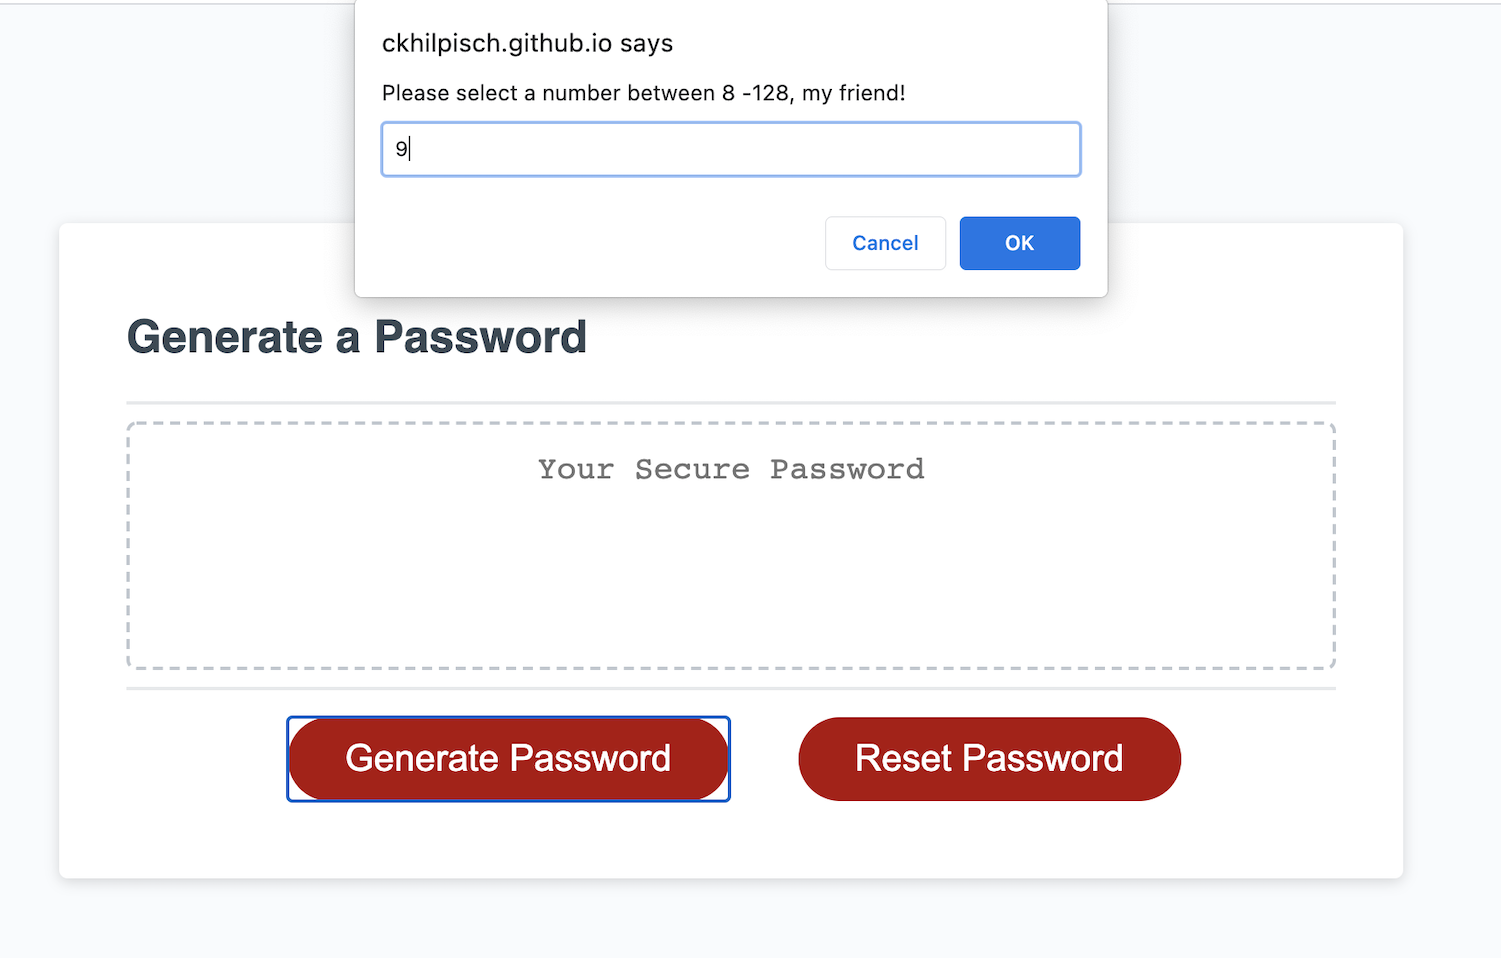 ckhilpisch.github.io says
Please select a number between 8 -128, my friend!
9
Cancel
OK
Generate a Password
Your Secure Password
Generate Password
Reset Password